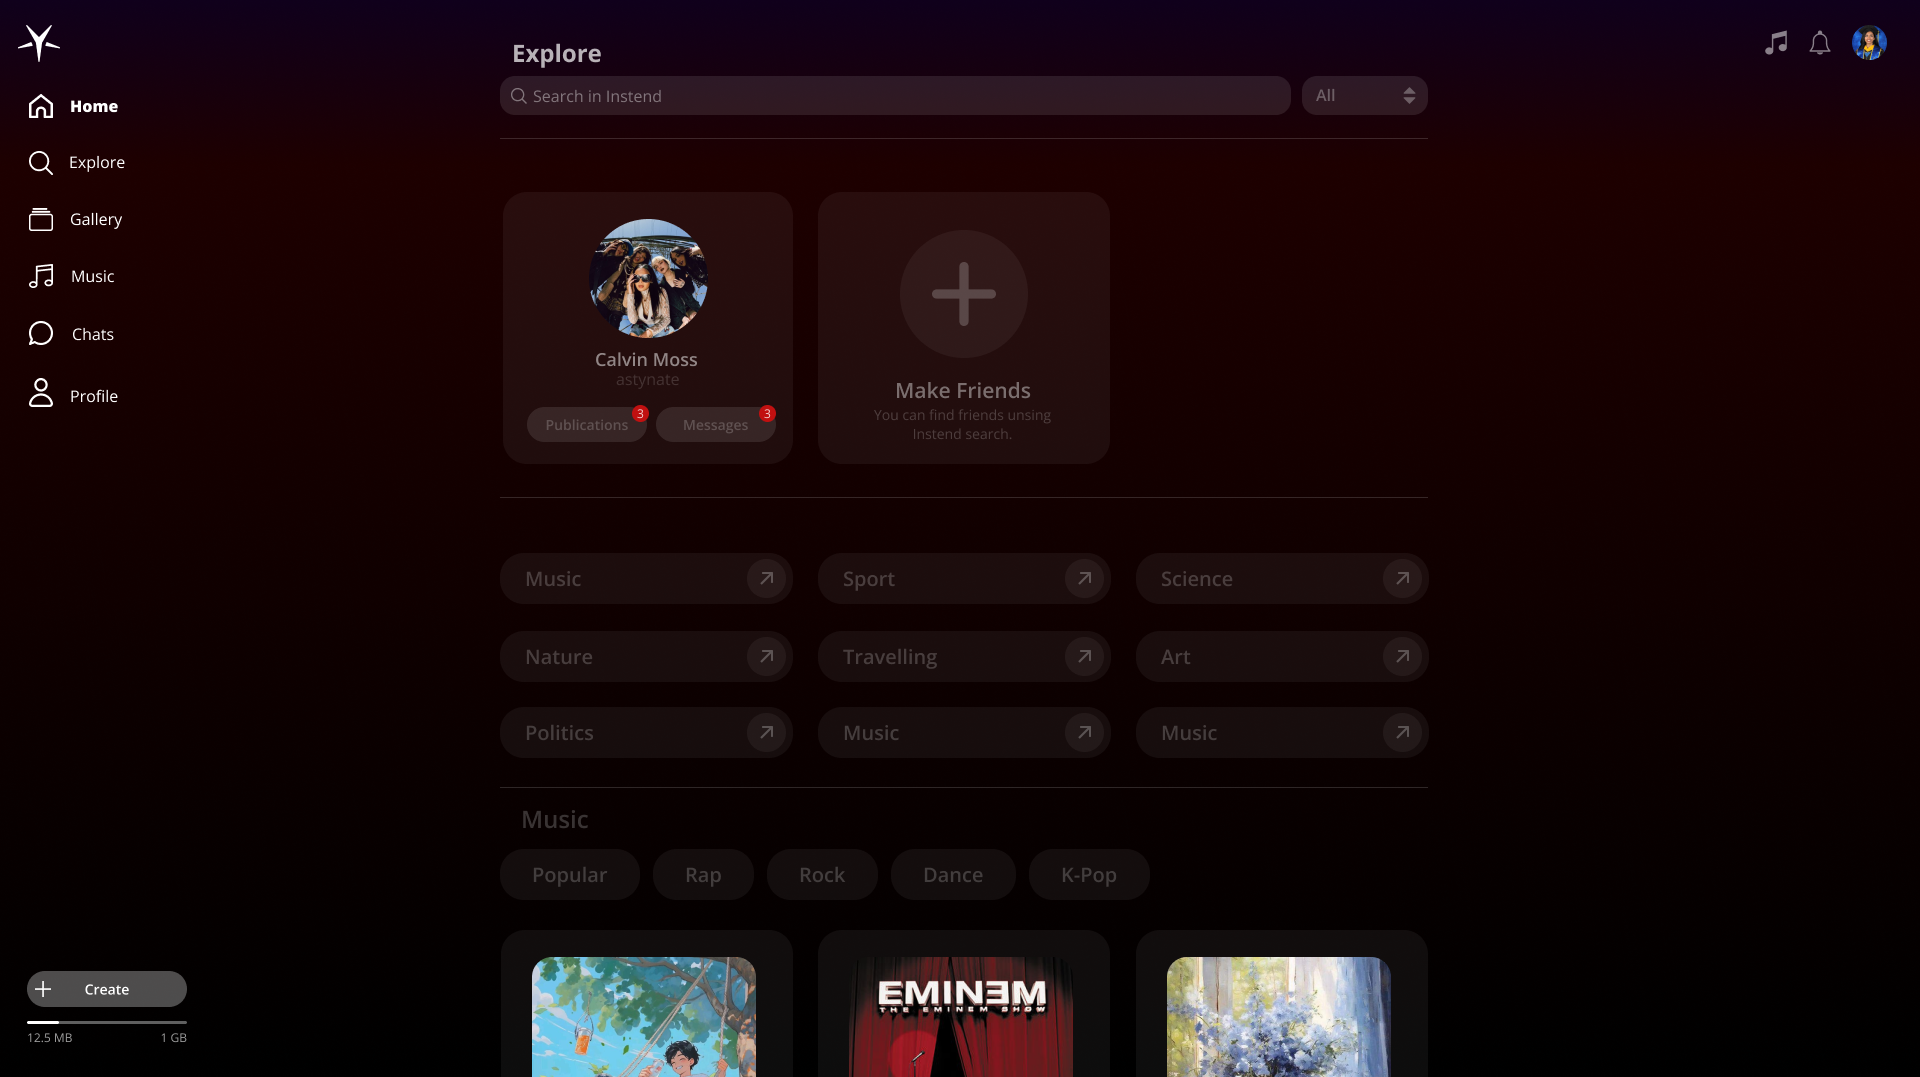 Explore
Search in Instend
All
Home
Explore
Gallery
Music
Chats
Profile
Calvin Moss
astynate
Publications
3
Messages
3
Make Friends
You can find friends unsing
Instend search.
Music
Sport
Science
Nature
Travelling
Art
Politics
Music
Music
Music
Popular
Rap
Rock
Dance
K-Pop
EMINƎM
THE EMINEM SHOW
Create
12.5 MB
1 GB